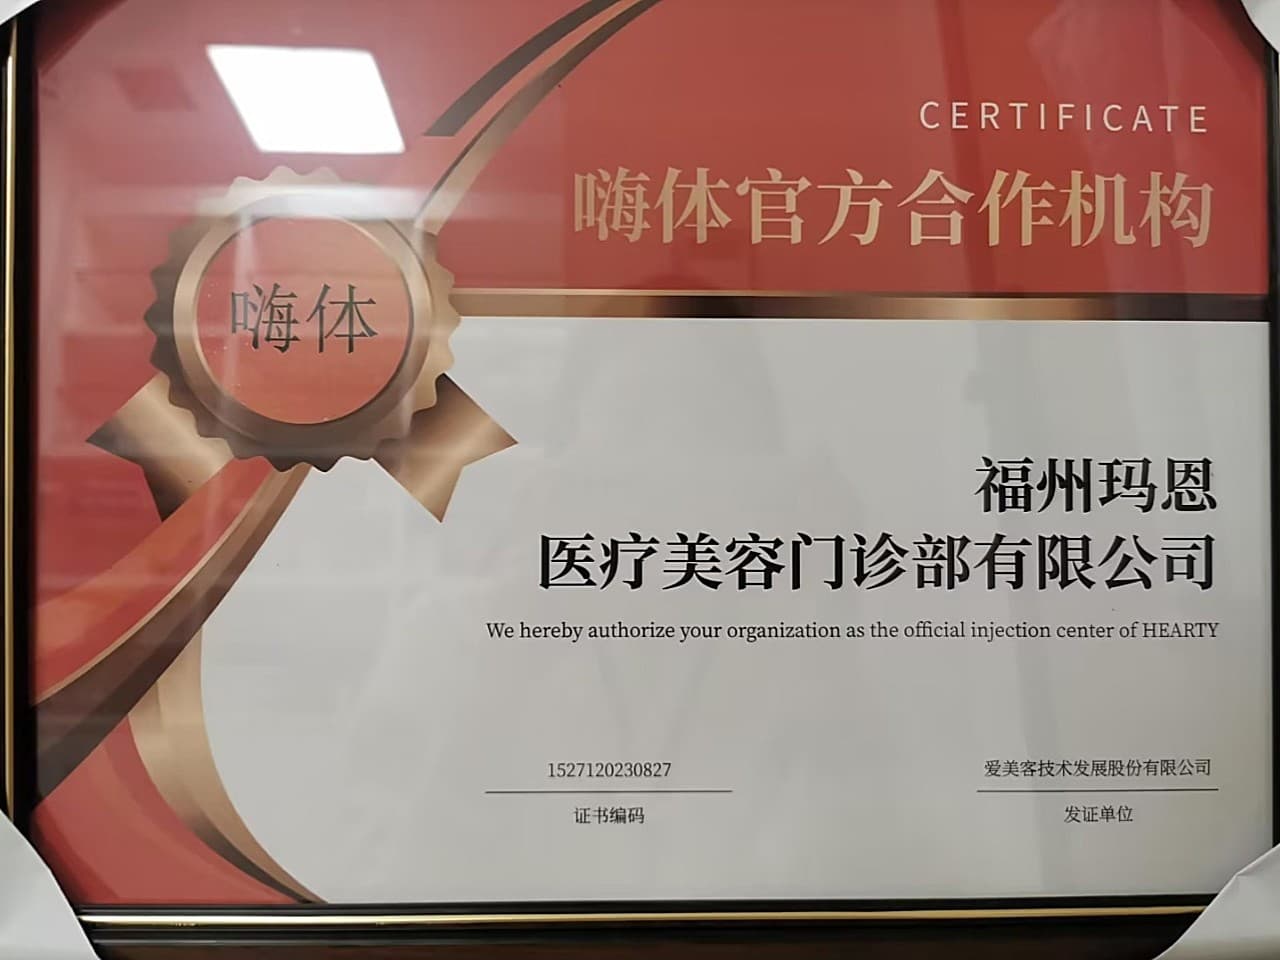 CERTIFICATE
嗨体官方合作机构
嗨体
福州玛恩
医疗美容门诊部有限公司
We hereby authorize your organization as the official injection center of HEARTY
1527120230827
证书编码
爱美客技术发展股份有限公司
发证单位